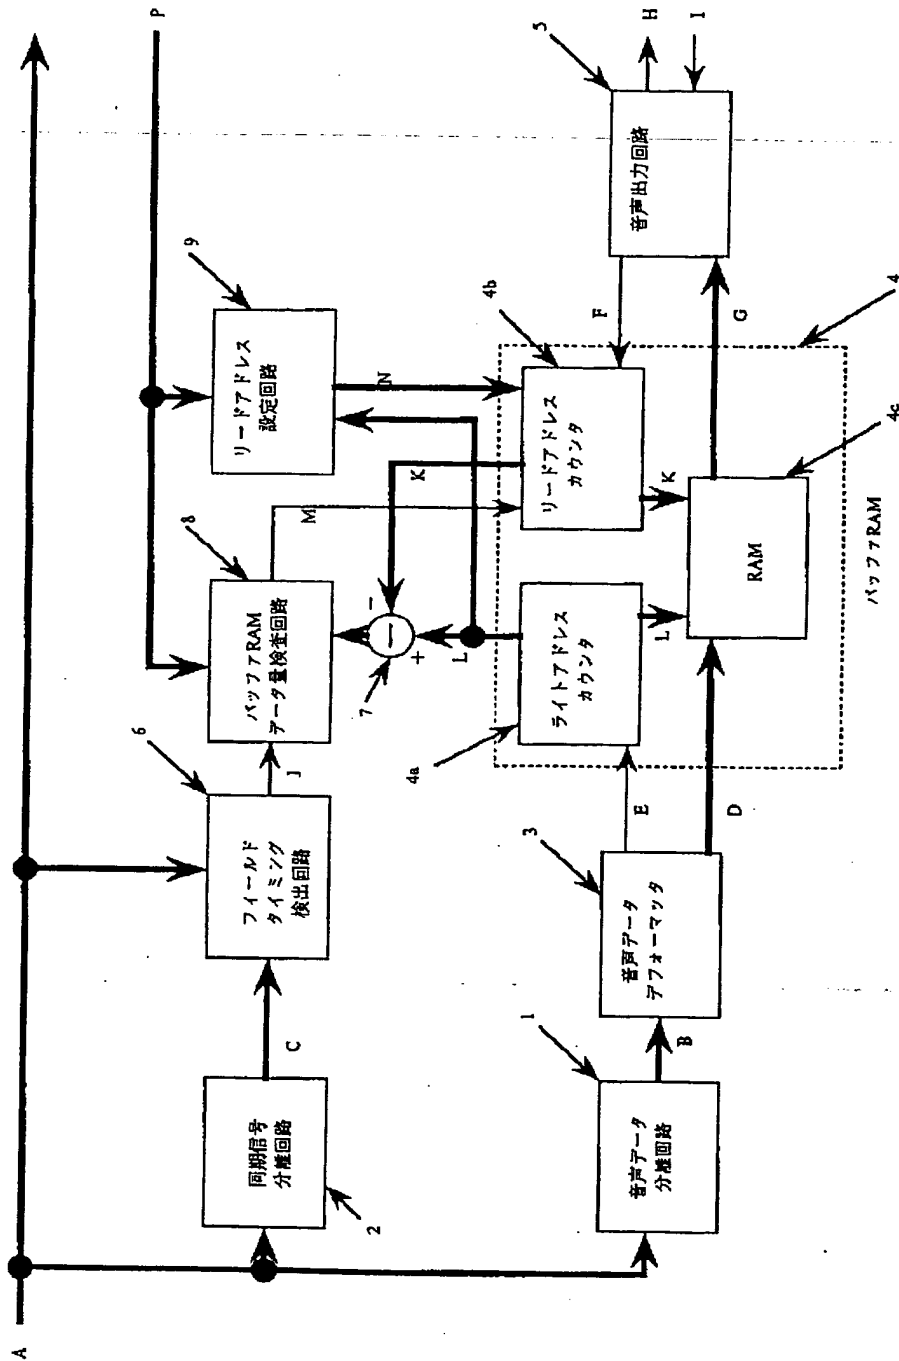 A
P
同期信号
分離回路
2
C
フィールド
タイミング
検出回路
6
J
バッファRAM
データ量検査回路
8
M
リードアドレス
設定回路
9
N
K
7
+
−
−
L
音声データ
分離回路
1
B
音声データ
デフォーマッタ
3
E
D
ライトアドレス
カウンタ
4a
L
リードアドレス
カウンタ
4b
K
RAM
4c
バッファRAM
4
F
G
音声出力回路
5
H
I